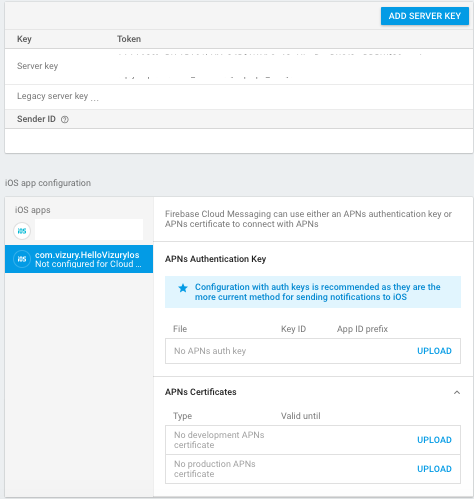 ADD SERVER KEY
Key Token
Server key
Legacy server key ...
Sender ID
iOS app configuration
iOS apps
iOS
iOS
com.vizury.HelloVizuryIos
Not configured for Cloud ...
Firebase Cloud Messaging can use either an APNs authentication key or
APNs certificate to connect with APNs
APNs Authentication Key
Configuration with auth keys is recommended as they are the
more current method for sending notifications to iOS
File Key ID App ID prefix
No APNs auth key UPLOAD
APNs Certificates
Type Valid until
No development APNs
certificate UPLOAD
No production APNs
certificate UPLOAD